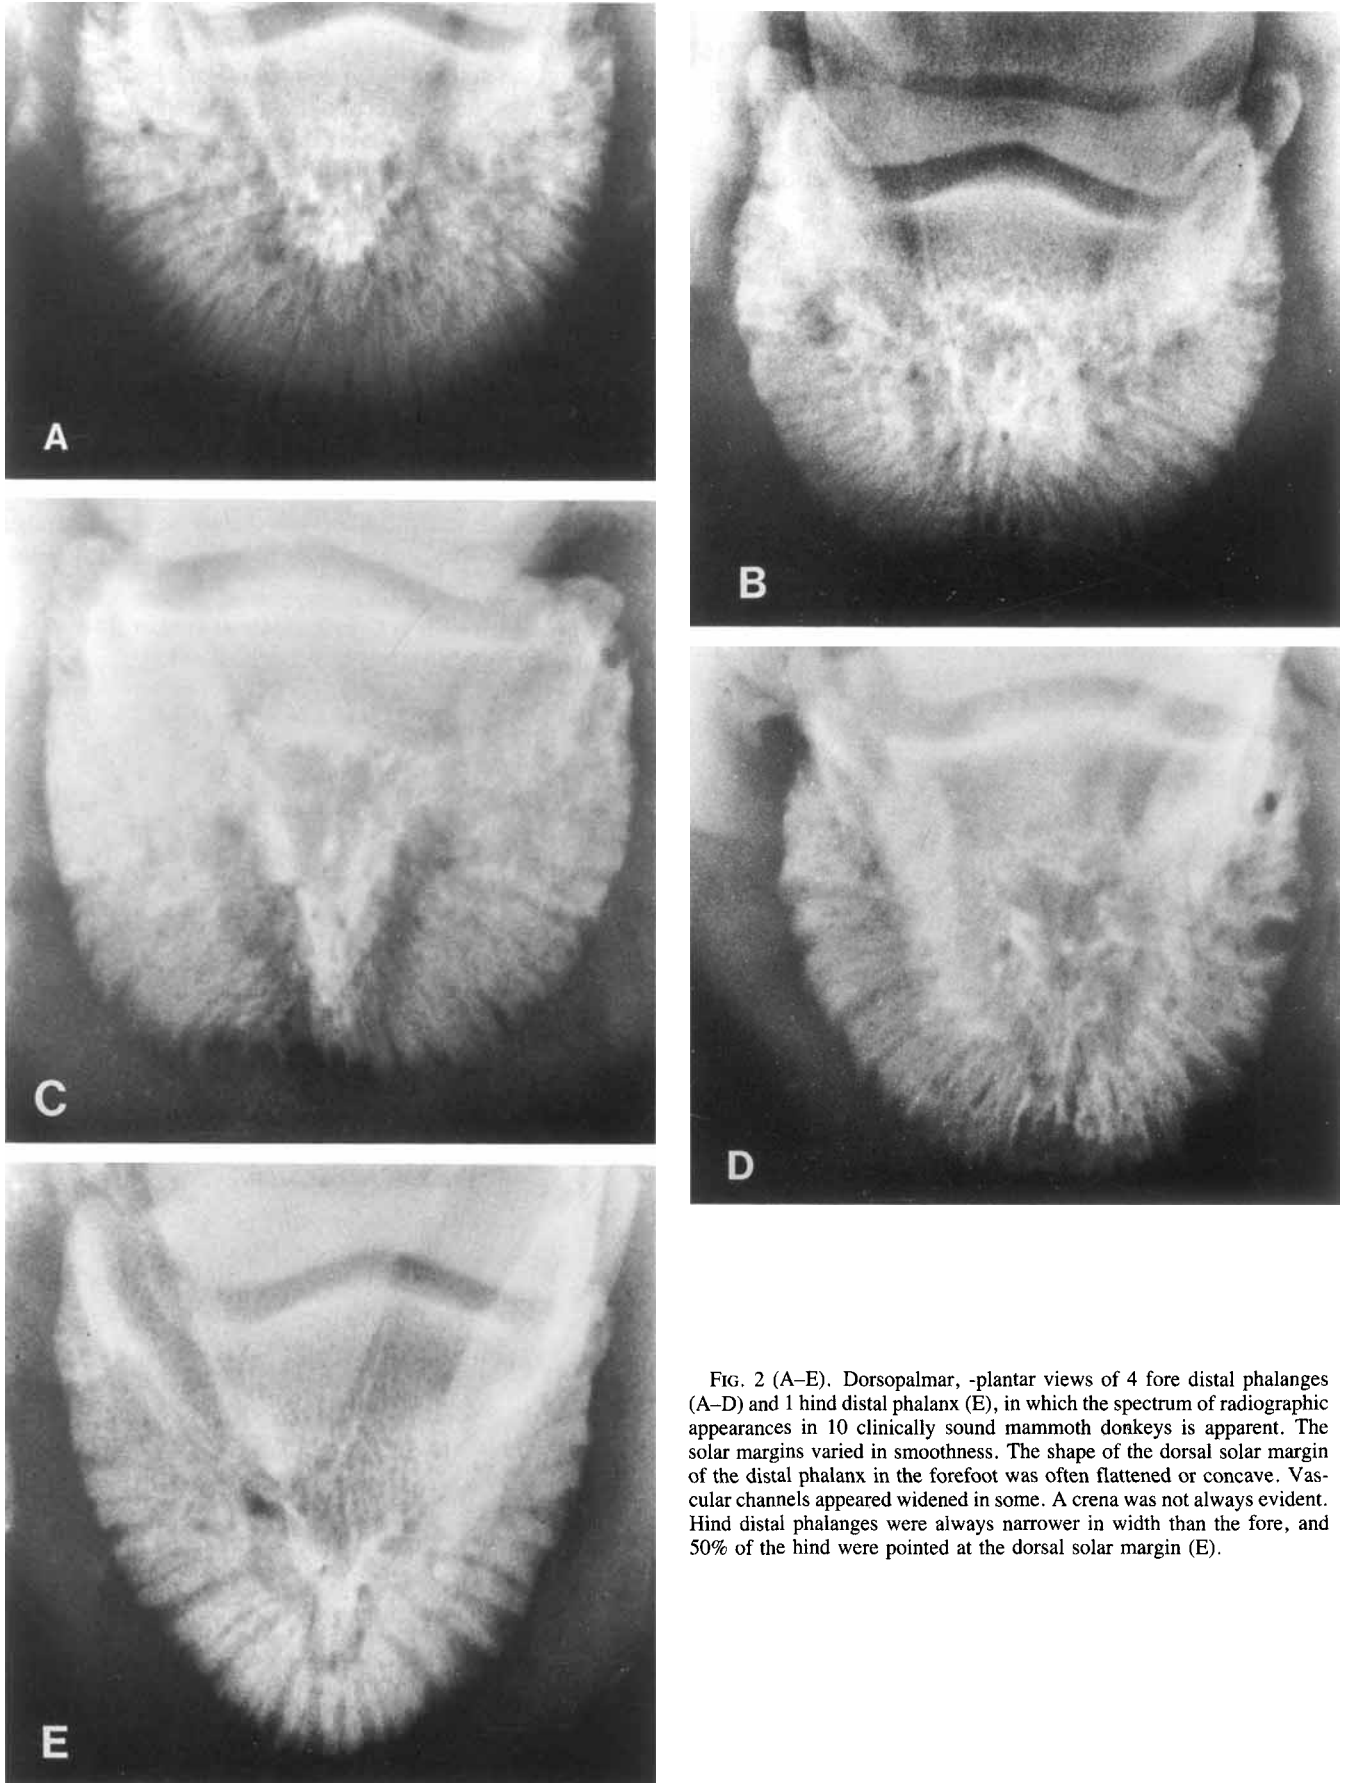 A
B
C
D
E
FIG. 2 (A–E). Dorsopalmar, -plantar views of 4 fore distal phalanges
(A–D) and 1 hind distal phalanx (E), in which the spectrum of radiographic
appearances in 10 clinically sound mammoth donkeys is apparent. The
solar margins varied in smoothness. The shape of the dorsal solar margin
of the distal phalanx in the forefoot was often flattened or concave. Vas-
cular channels appeared widened in some. A crena was not always evident.
Hind distal phalanges were always narrower in width than the fore, and
50% of the hind were pointed at the dorsal solar margin (E).